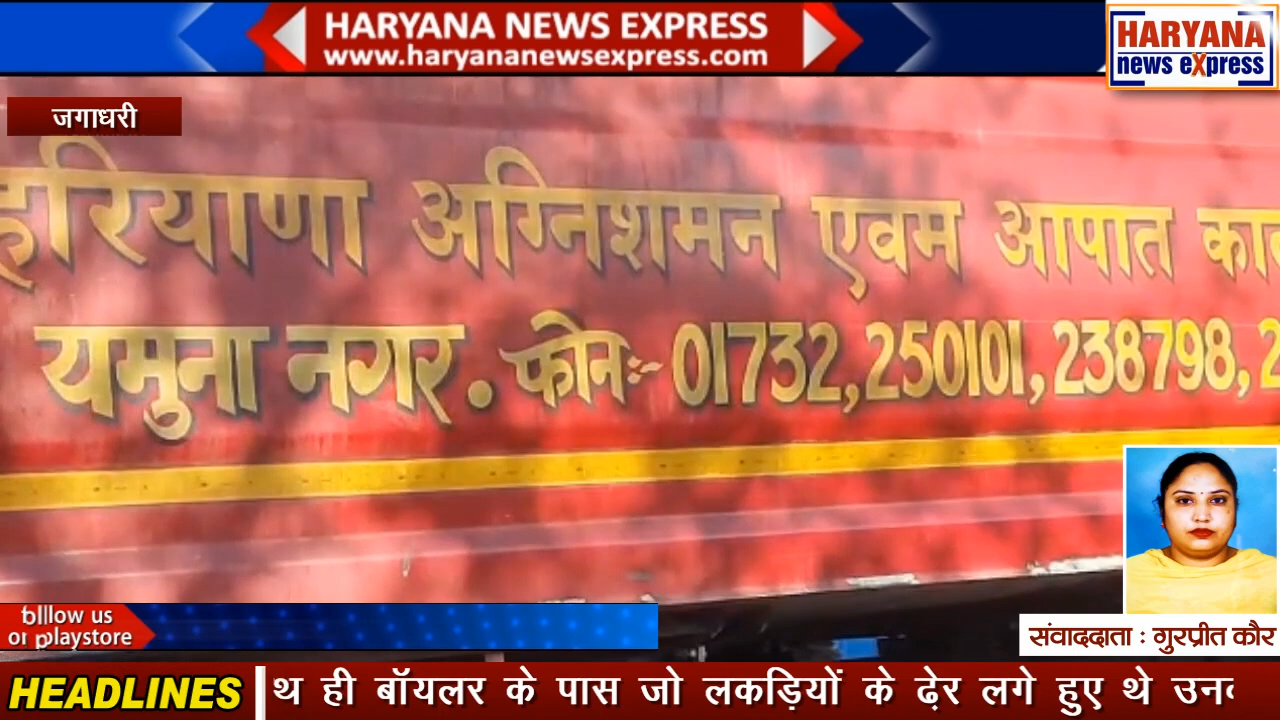 HARYANA NEWS EXPRESS
www.haryananewsexpress.com
HARYANA
news eXpress
जगाधरी
हरियाणा अग्निशमन एवम आपात
यमुना नगर. फोन:- 01732, 250101, 238798,
संवाददाता : गुरप्रीत कौर
follow us
on playstore
HEADLINES
थ ही बॉयलर के पास जो लकड़ियों के ढ़ेर लगे हुए थे